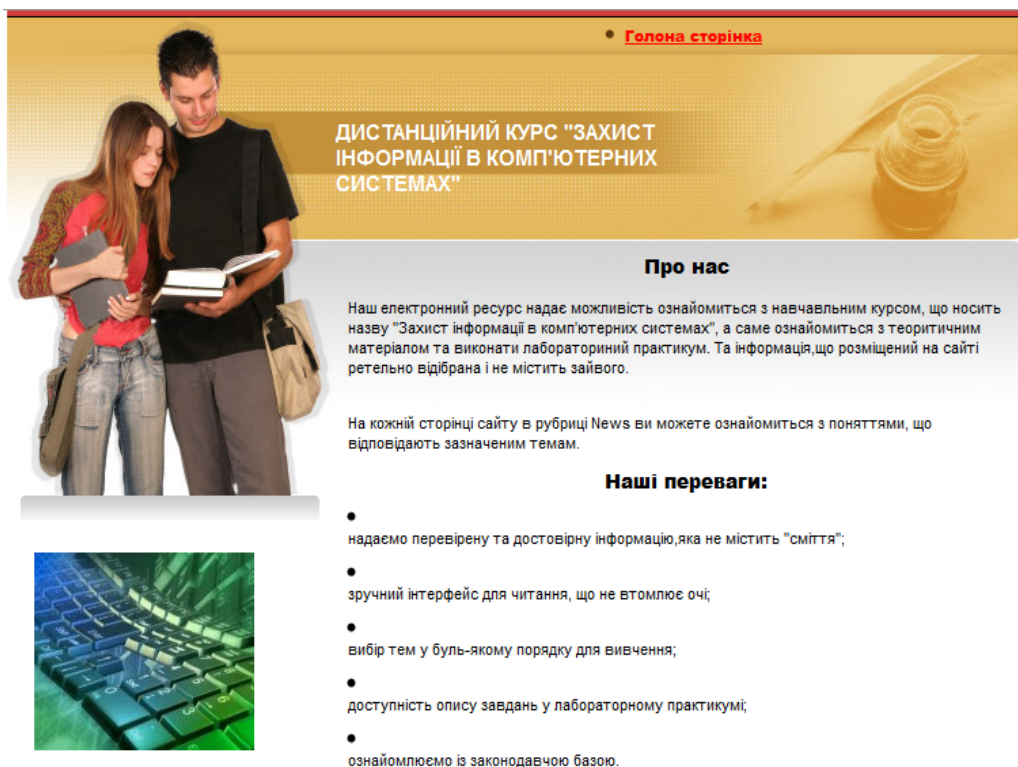 Голона сторінка
ДИСТАНЦІЙНИЙ КУРС "ЗАХИСТ
ІНФОРМАЦІЇ В КОМП'ЮТЕРНИХ
СИСТЕМАХ"
Про нас
Наш електронний ресурс надає можливість ознайомиться з навчавльним курсом, що носить
назву "Захист інформації в комп'ютерних системах", а саме ознайомиться з теоритичним
матеріалом та виконати лабораториний практикум. Та інформація,що розміщений на сайті
ретельно відібрана і не містить зайвого.
На кожній сторінці сайту в рубриці News ви можете ознайомиться з поняттями, що
відповідають зазначеним темам.
Наші переваги:
надаємо перевірену та достовірну інформацію,яка не містить "сміття";
зручний інтерфейс для читання, що не втомлює очі;
вибір тем у буль-якому порядку для вивчення;
доступність опису завдань у лабораторному практикумі;
ознайомлюємо із законодавчою базою.